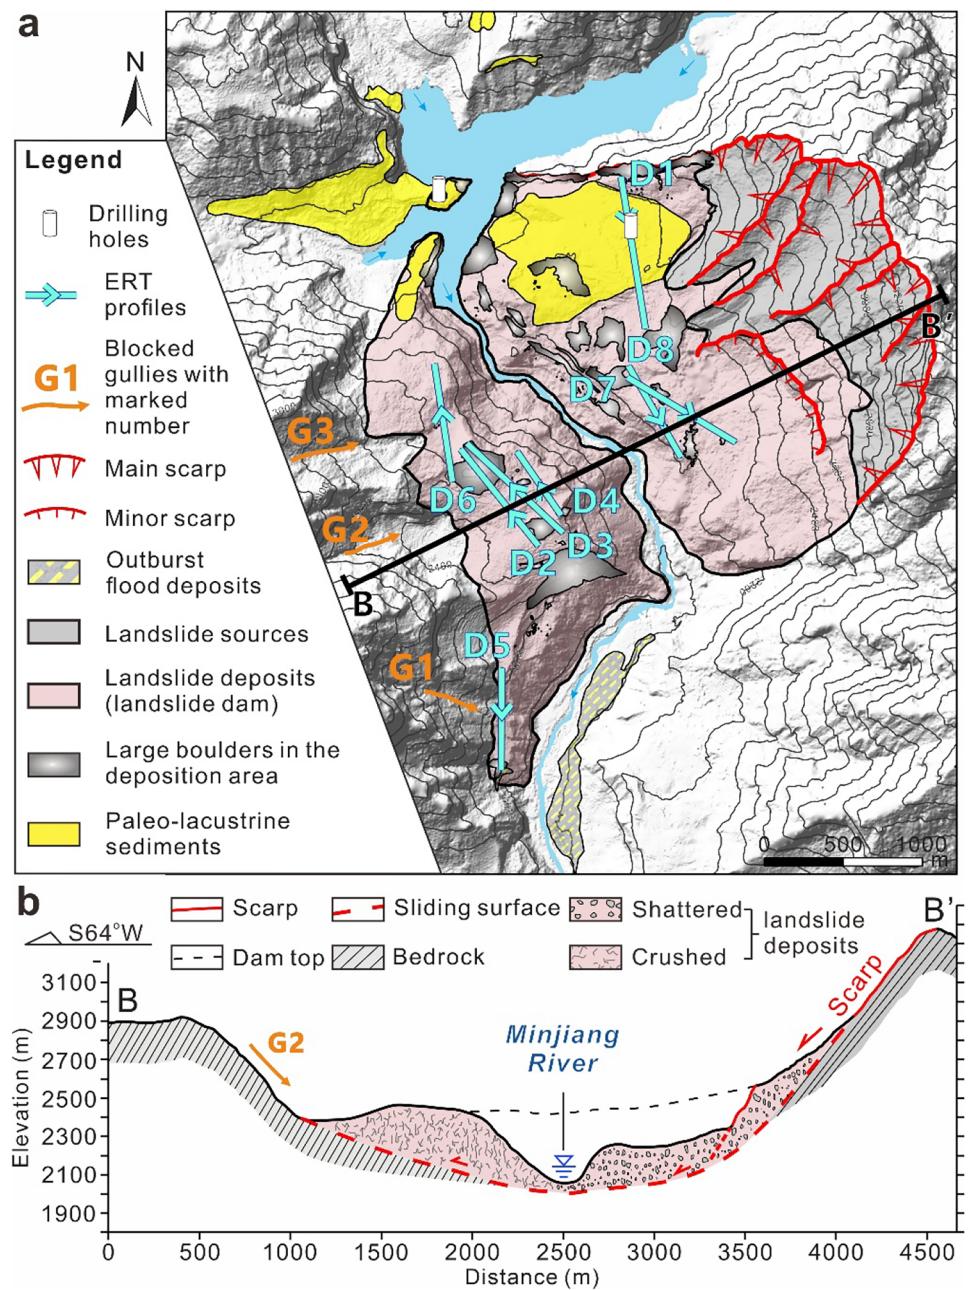 a
N
Legend
Drilling
holes
ERT
profiles
G1
Blocked
gullies with
marked
number
Main scarp
Minor scarp
Outburst
flood deposits
Landslide sources
Landslide deposits
(landslide dam)
Large boulders in the
deposition area
Paleo-lacustrine
sediments
D1
B'
D8
D7
G3
D6
D4
G2
D3
D2
B
D5
G1
2400
0 500 1000
m
b
S64°W
Scarp
Sliding surface
Shattered
landslide
deposits
Dam top
Bedrock
Crushed
B'
B
G2
Scarp
Minjiang
River
Elevation (m)
3100
2900
2700
2500
2300
2100
1900
0 500 1000 1500 2000 2500 3000 3500 4000 4500
Distance (m)